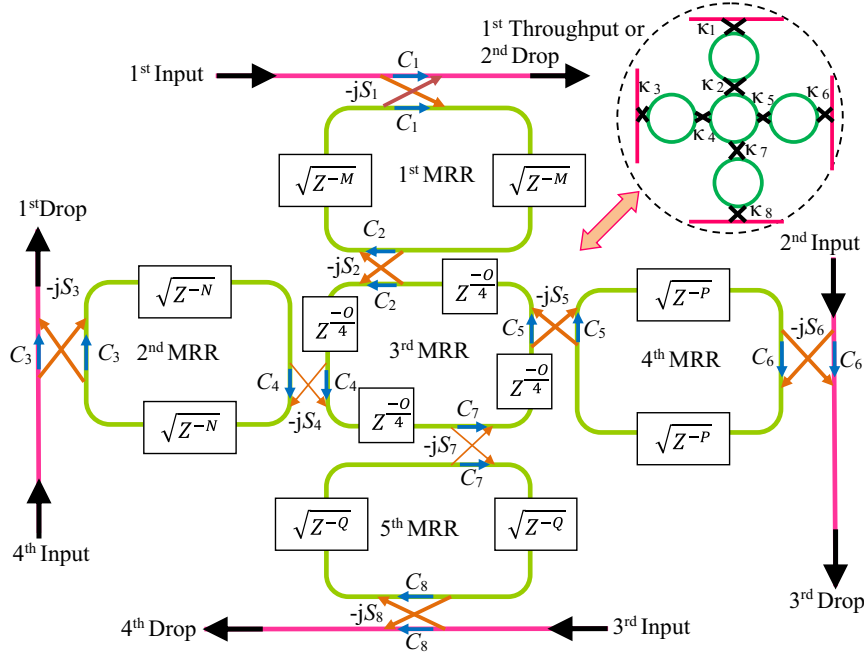 1st Throughput or
2nd Drop
1st Input
C1
-jS1
C1
κ1
κ2
κ3
κ4
κ5
κ6
κ7
κ8
√Z^-M
1st MRR
√Z^-M
1st Drop
2nd Input
C2
-jS2
C2
-jS3
C3
C3
√Z^-N
2nd MRR
√Z^-N
Z^-O/4
Z^-O/4
3rd MRR
Z^-O/4
Z^-O/4
C4
C4
-jS4
C5
-jS5
C5
√Z^-P
4th MRR
√Z^-P
-jS6
C6
C6
C7
-jS7
C7
√Z^-Q
5th MRR
√Z^-Q
4th Input
3rd Drop
C8
-jS8
C8
4th Drop
3rd Input